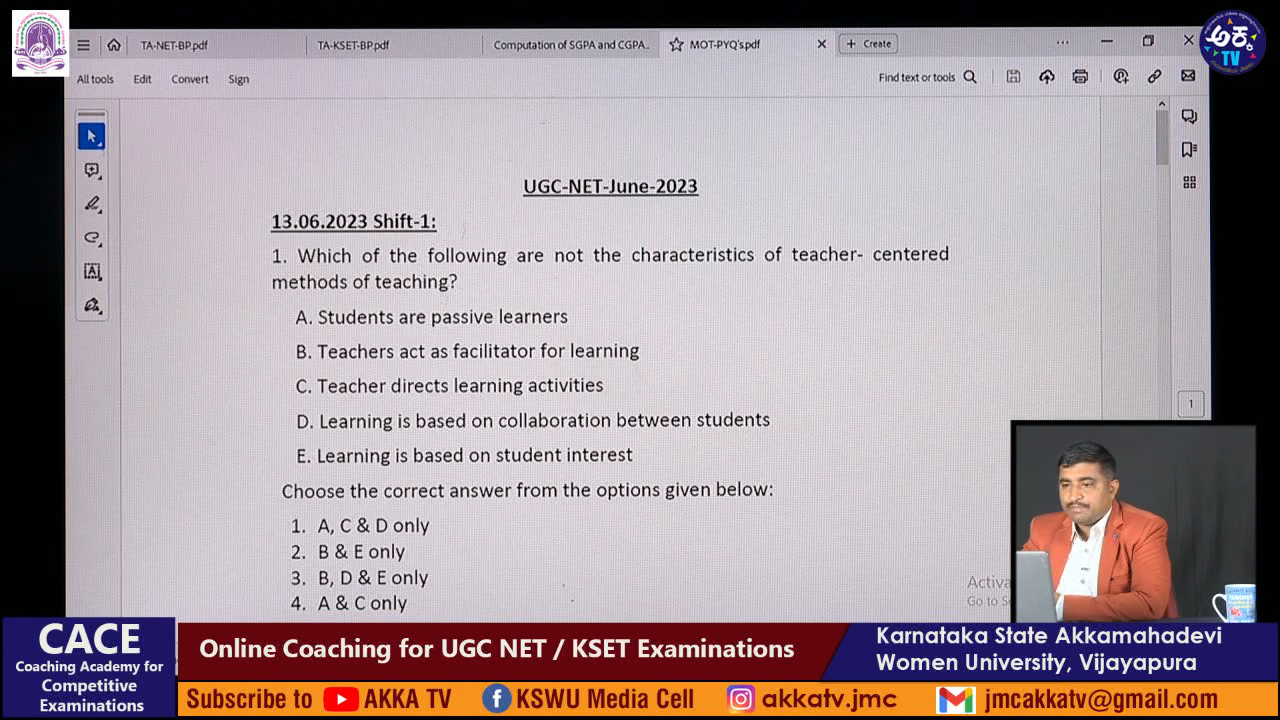 TA-NET-BP.pdf
TA-KSET-BP.pdf
Computation of SGPA and CGPA...
MOT-PYQ's.pdf
+ Create
ಅಕ್ಕ
TV
All tools
Edit
Convert
Sign
Find text or tools
UGC-NET-June-2023
13.06.2023 Shift-1:
1. Which of the following are not the characteristics of teacher- centered
methods of teaching?
A. Students are passive learners
B. Teachers act as facilitator for learning
C. Teacher directs learning activities
D. Learning is based on collaboration between students
E. Learning is based on student interest
1
Choose the correct answer from the options given below:
1. A, C & D only
2. B & E only
3. B, D & E only
4. A & C only
Activa
Go to S
CACE
Coaching Academy for
Competitive
Examinations
Online Coaching for UGC NET / KSET Examinations
Karnataka State Akkamahadevi
Women University, Vijayapura
Subscribe to AKKA TV KSWU Media Cell akkatv.jmc jmcakkatv@gmail.com